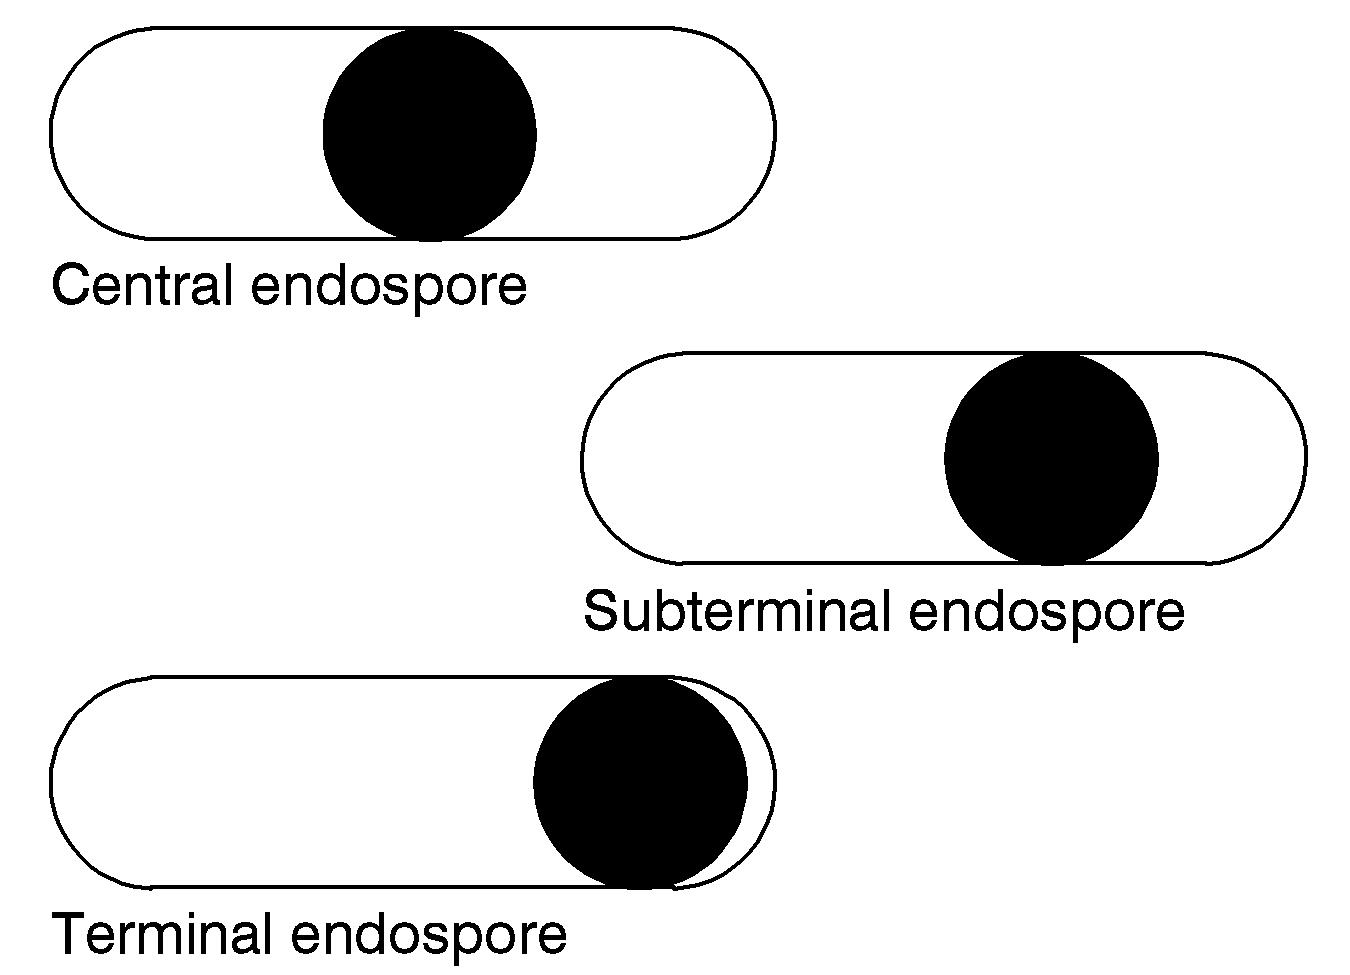 Central endospore
Subterminal endospore
Terminal endospore